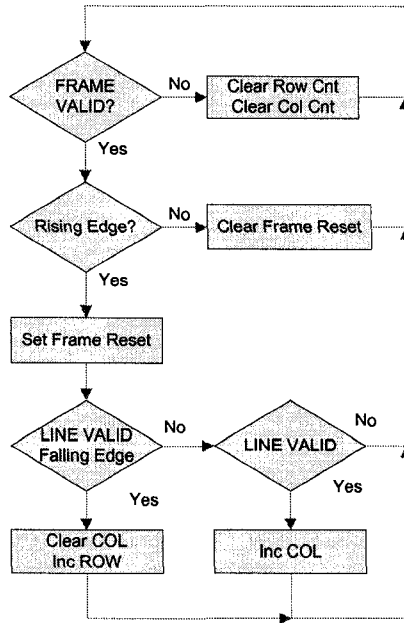 FRAME
VALID?
No
Clear Row Cnt
Clear Col Cnt
Yes
Rising Edge?
No
Clear Frame Reset
Yes
Set Frame Reset
LINE VALID
Falling Edge
No
LINE VALID
No
Yes
Yes
Clear COL
Inc ROW
Inc COL